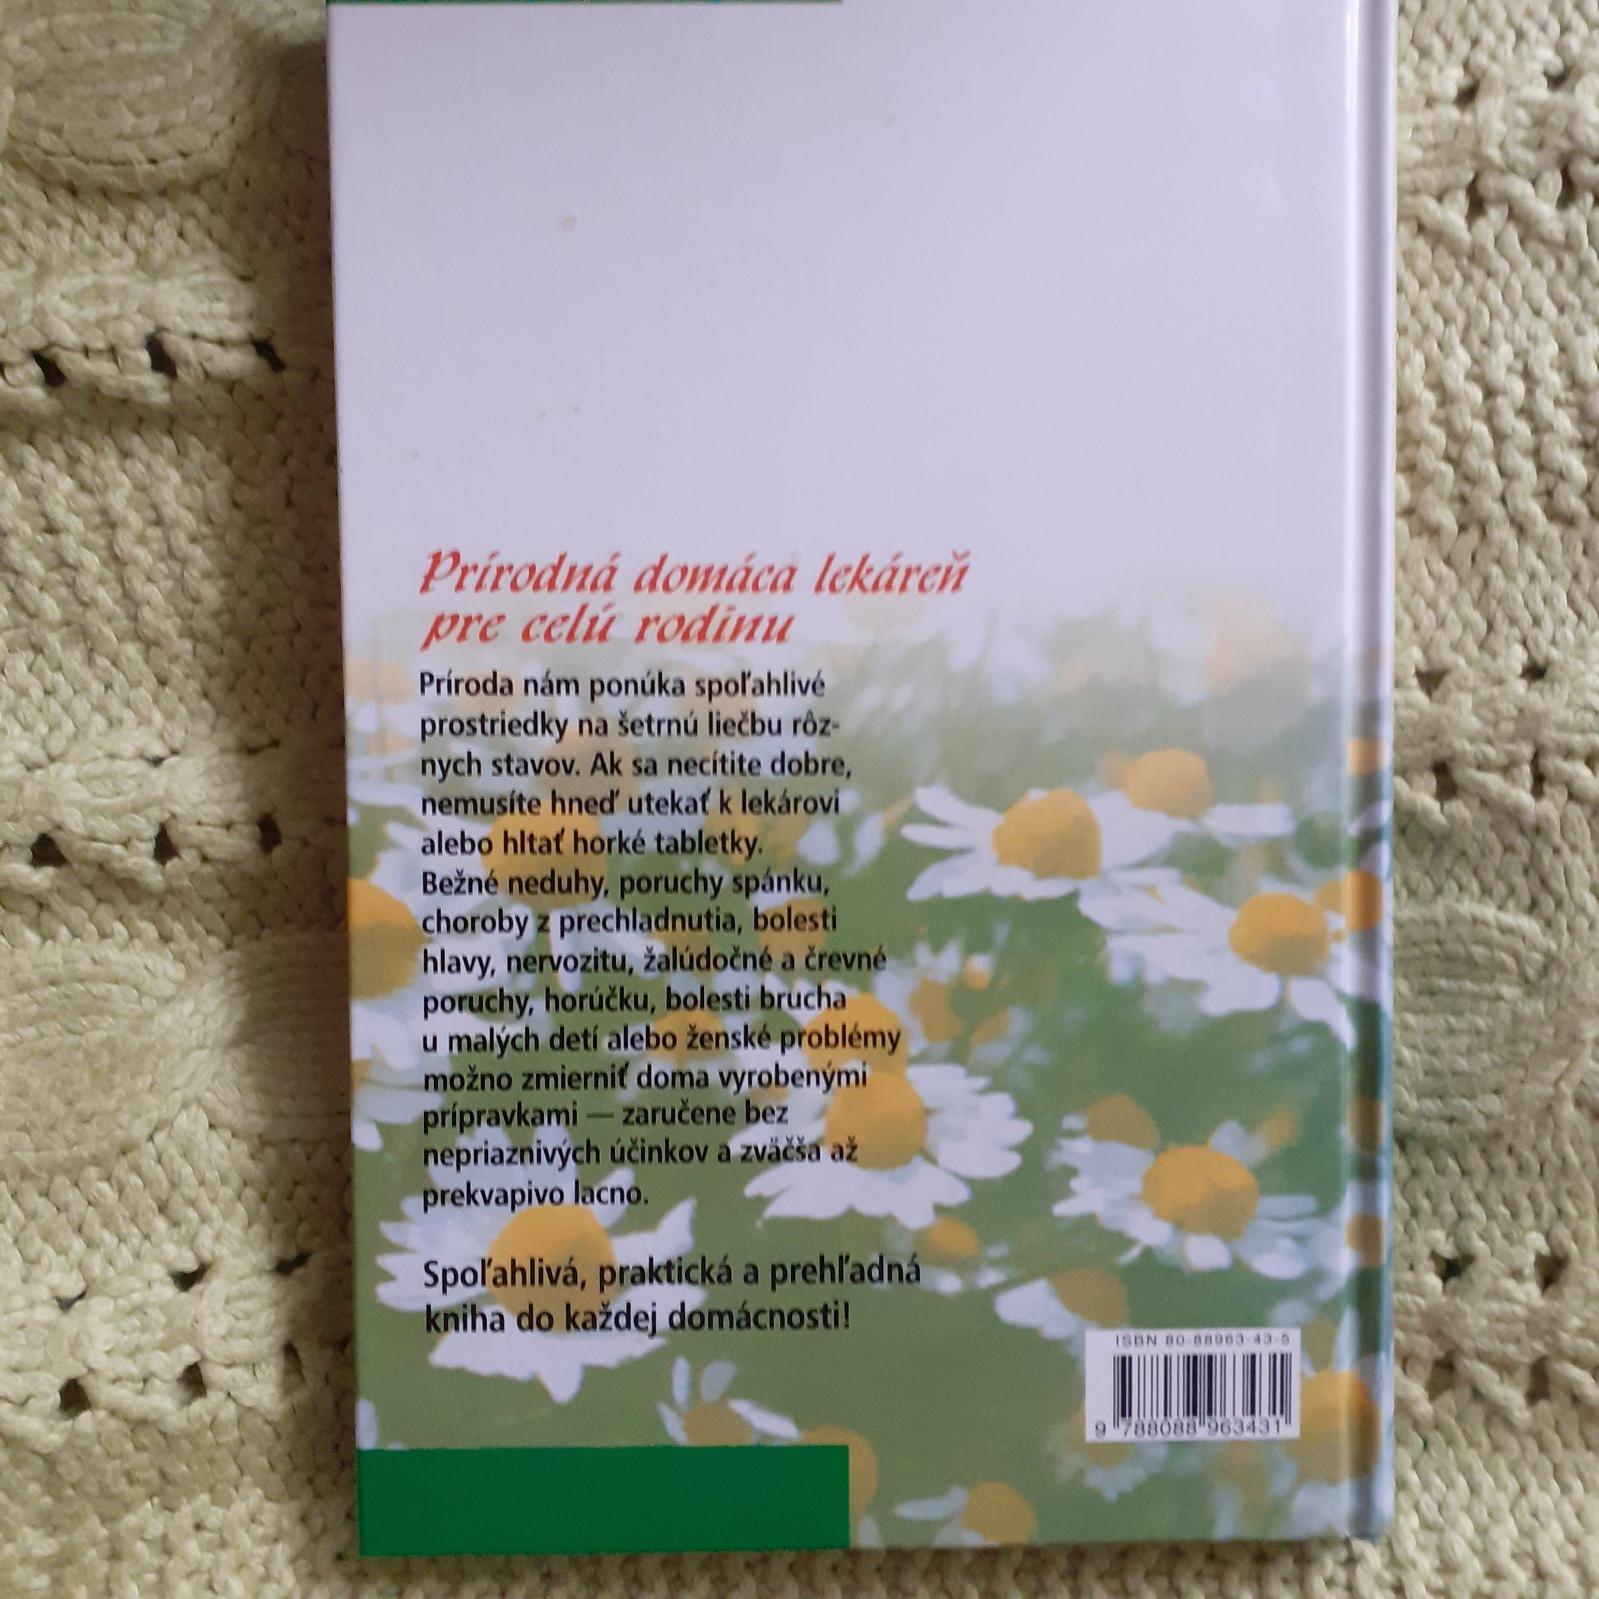 Prírodná domáca lekáreň
pre celú rodinu
Príroda nám ponúka spoľahlivé
prostriedky na šetrnú liečbu rôz-
nych stavov. Ak sa necítite dobre,
nemusíte hneď utekať k lekárovi
alebo hltať horké tabletky.
Bežné neduhy, poruchy spánku,
choroby z prechladnutia, bolesti
hlavy, nervozitu, žalúdočné a črevné
poruchy, horúčku, bolesti brucha
u malých detí alebo ženské problémy
možno zmierniť doma vyrobenými
prípravkami — zaručene bez
nepriaznivých účinkov a zväčša až
prekvapivo lacno.
Spoľahlivá, praktická a prehľadná
kniha do každej domácnosti!
ISBN 80-88963-43-5
9 788088 963431